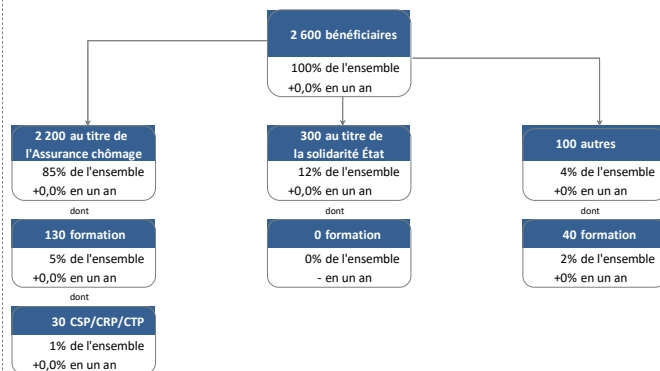 2 600 bénéficiaires
100% de l'ensemble
+0,0% en un an
2 200 au titre de
l'Assurance chômage
85% de l'ensemble
+0,0% en un an
dont
130 formation
5% de l'ensemble
+0,0% en un an
dont
30 CSP/CRP/CTP
1% de l'ensemble
+0,0% en un an
300 au titre de
la solidarité État
12% de l'ensemble
+0,0% en un an
dont
0 formation
0% de l'ensemble
- en un an
100 autres
4% de l'ensemble
+0% en un an
dont
40 formation
2% de l'ensemble
+0% en un an